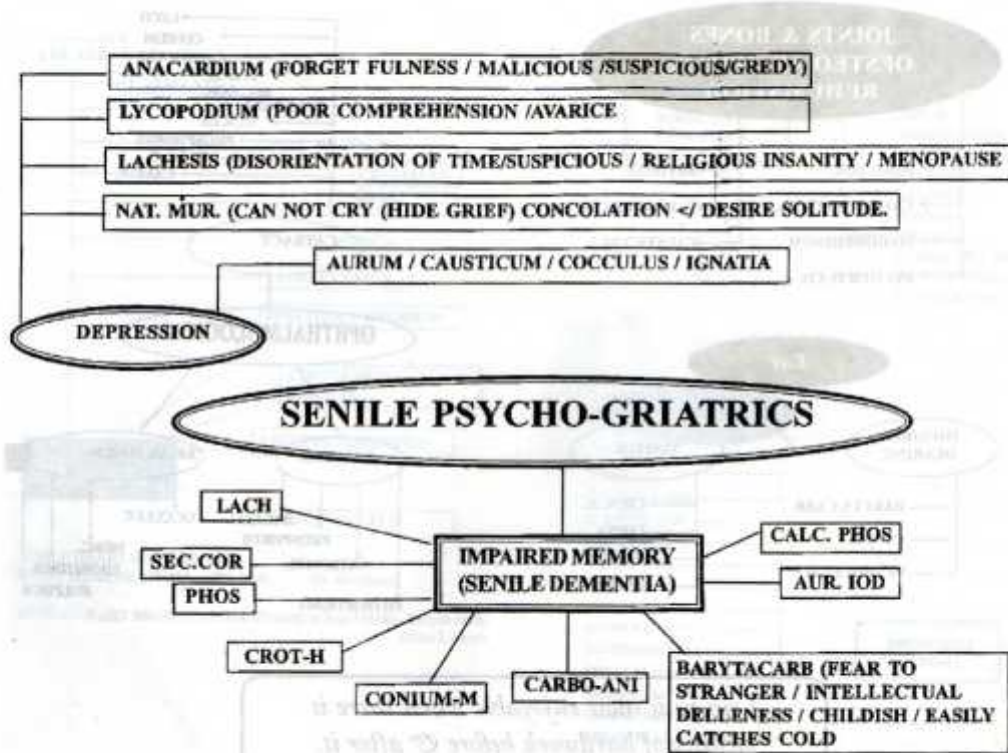 ANACARDIUM (FORGET FULNESS / MALICIOUS /SUSPICIOUS/GREDY)
LYCOPODIUM (POOR COMPREHENSION /AVARICE
LACHESIS (DISORIENTATION OF TIME/SUSPICIOUS / RELIGIOUS INSANITY / MENOPAUSE
NAT. MUR. (CAN NOT CRY (HIDE GRIEF) CONCOLATION </ DESIRE SOLITUDE.
AURUM / CAUSTICUM / COCCULUS / IGNATIA
DEPRESSION
SENILE PSYCHO-GRIATRICS
LACH
SEC.COR
PHOS
CROT-H
CONIUM-M
CARBO-ANI
IMPAIRED MEMORY
(SENILE DEMENTIA)
CALC. PHOS
AUR. IOD
BARYTACARB (FEAR TO
STRANGER / INTELLECTUAL
DELLENESS / CHILDISH / EASILY
CATCHES COLD